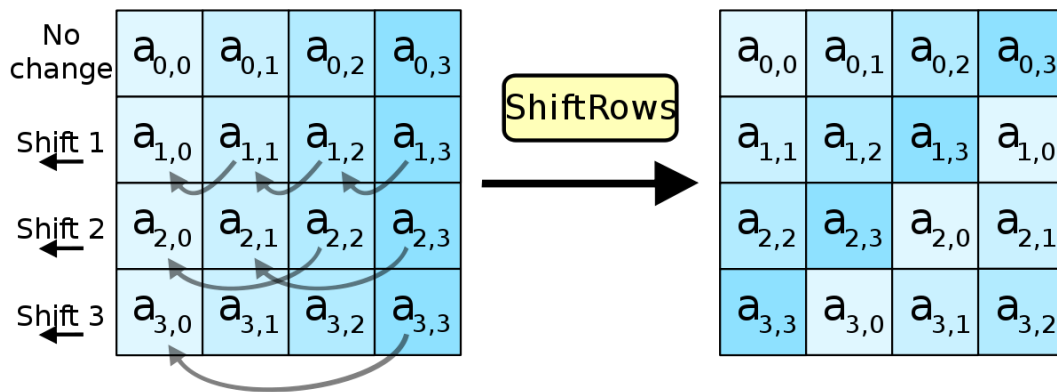 No
change
a0,0 a0,1 a0,2 a0,3
a0,0 a0,1 a0,2 a0,3
ShiftRows
Shift 1
a1,0 a1,1 a1,2 a1,3
a1,1 a1,2 a1,3 a1,0
Shift 2
a2,0 a2,1 a2,2 a2,3
a2,2 a2,3 a2,0 a2,1
Shift 3
a3,0 a3,1 a3,2 a3,3
a3,3 a3,0 a3,1 a3,2